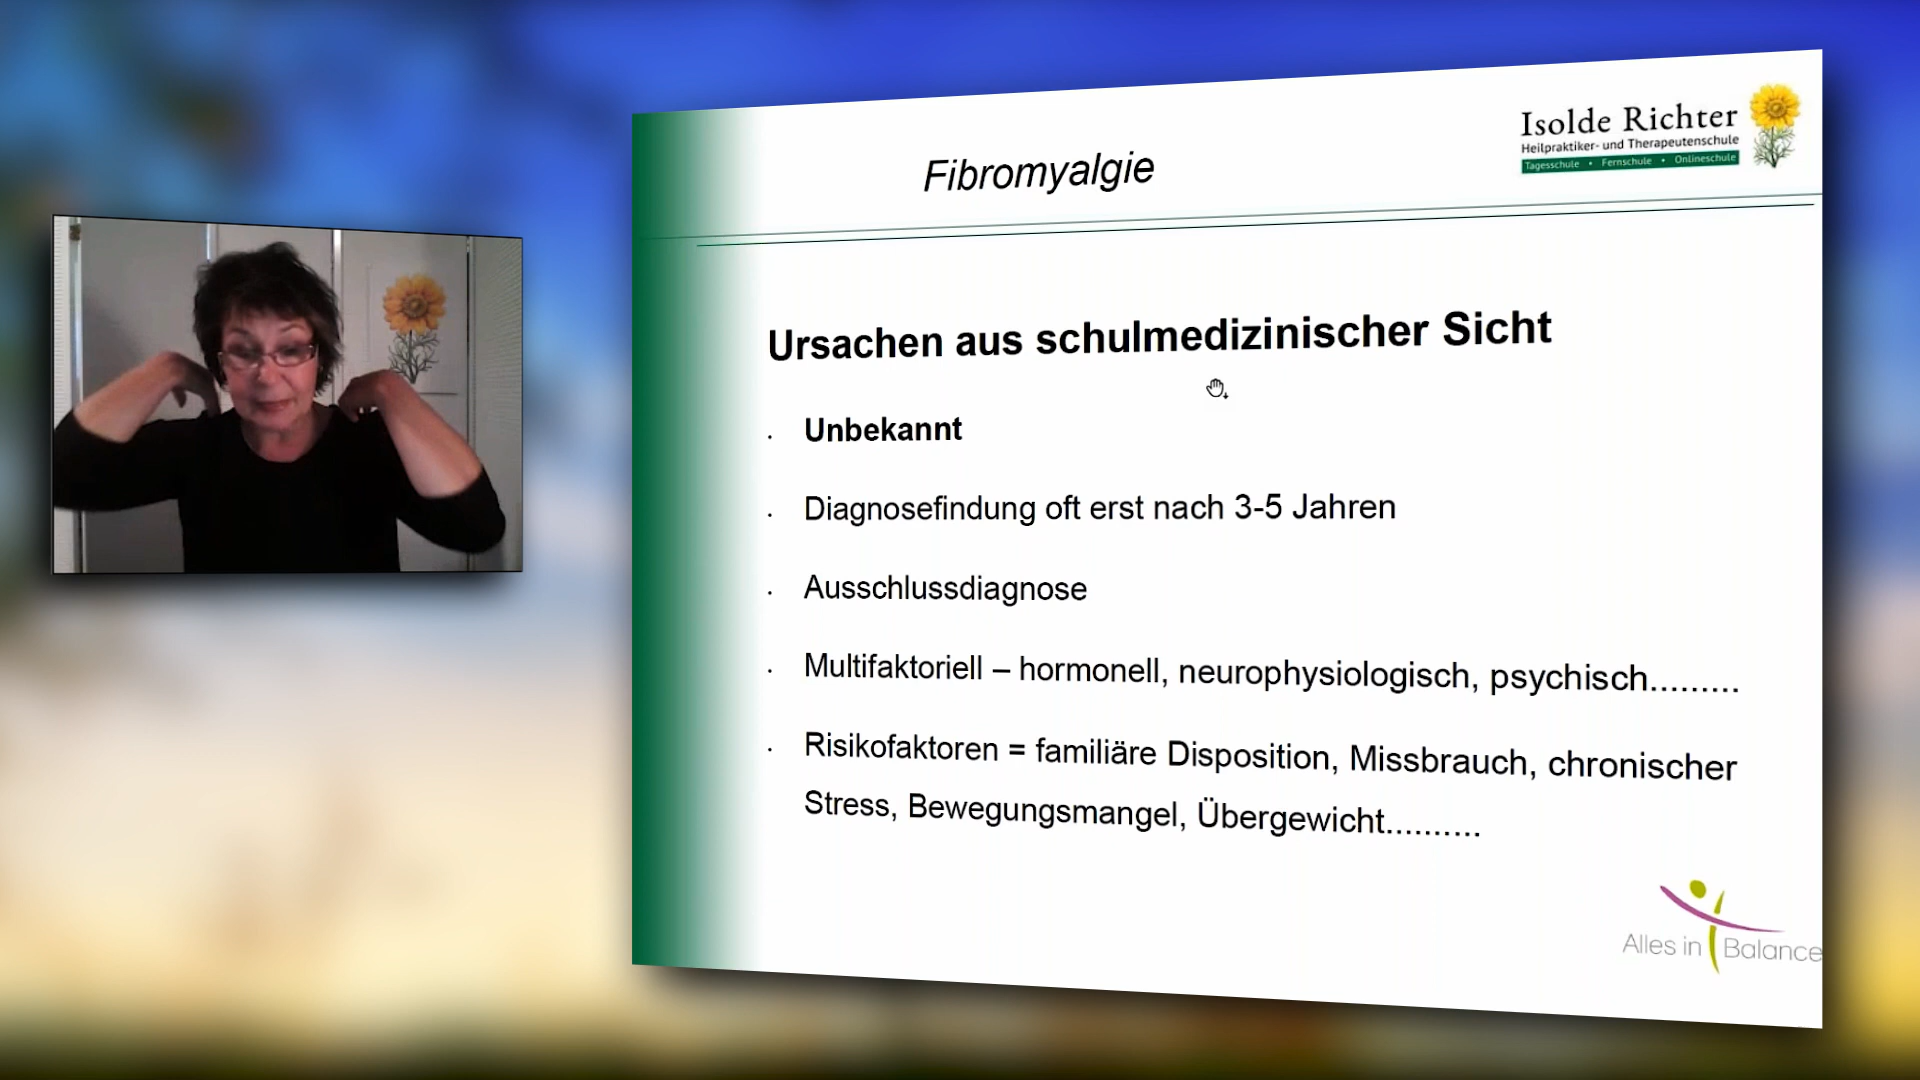 Fibromyalgie
Isolde Richter
Heilpraktiker- und Therapeutenschule
Tagesschule • Fernschule • Onlineschule
Ursachen aus schulmedizinischer Sicht
· Unbekannt
· Diagnosefindung oft erst nach 3-5 Jahren
· Ausschlussdiagnose
· Multifaktoriell – hormonell, neurophysiologisch, psychisch.........
· Risikofaktoren = familiäre Disposition, Missbrauch, chronischer
Stress, Bewegungsmangel, Übergewicht..........
Alles in Balance